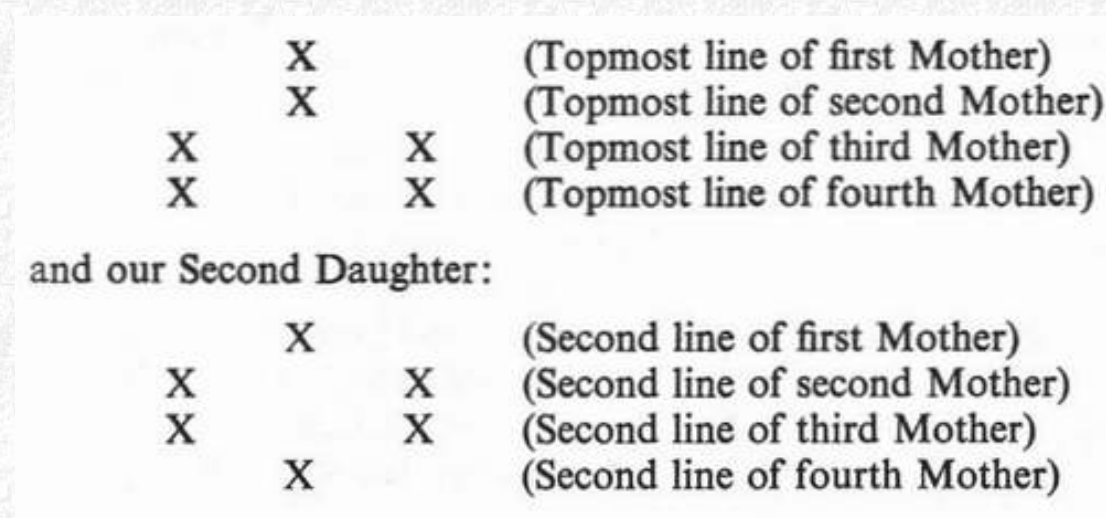 X (Topmost line of first Mother)
X (Topmost line of second Mother)
X X (Topmost line of third Mother)
X X (Topmost line of fourth Mother)
and our Second Daughter:
X (Second line of first Mother)
X X (Second line of second Mother)
X X (Second line of third Mother)
X (Second line of fourth Mother)